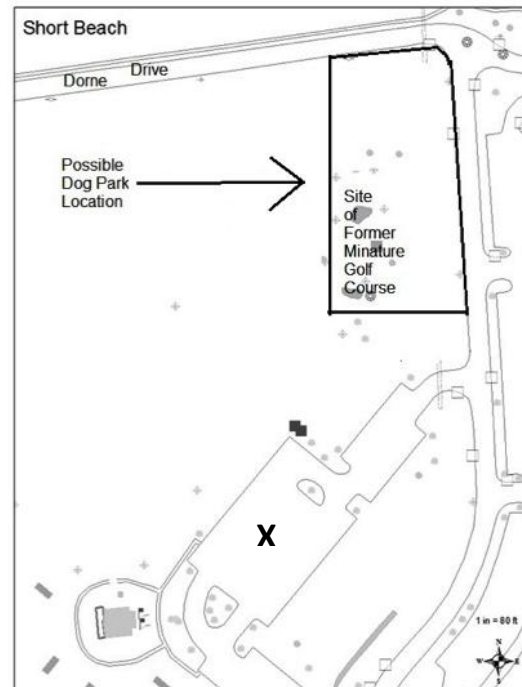 Short Beach
Dorne Drive
Possible
Dog Park
Location
Site
of
Former
Minature
Golf
Course
X
1 in = 80 ft
N
W E
S